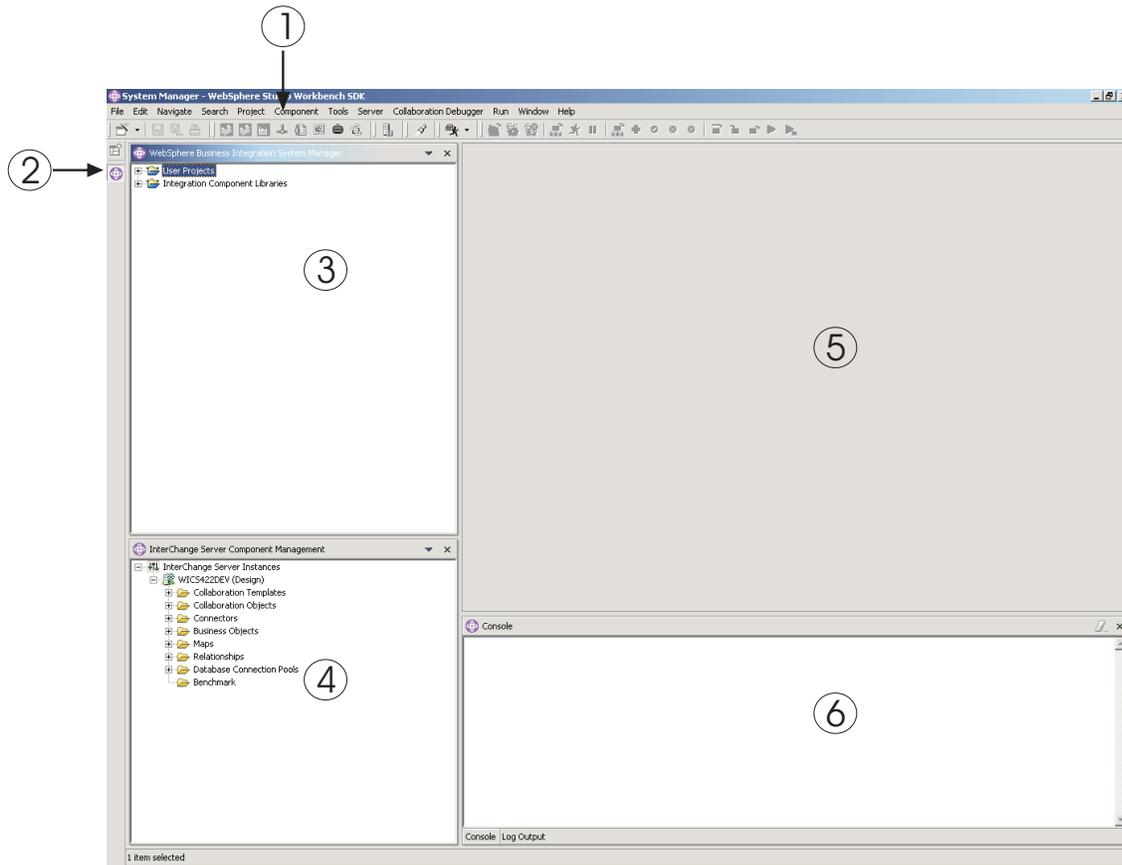 1
System Manager - WebSphere Studio Workbench SDK
File Edit Navigate Search Project Component Tools Server Collaboration Debugger Run Window Help
2
WebSphere Business Integration System Manager
User Projects
Integration Component Libraries
3
5
InterChange Server Component Management
InterChange Server Instances
WICS422DEV (Design)
Collaboration Templates
Collaboration Objects
Connectors
Business Objects
Maps
Relationships
Database Connection Pools
Benchmark
4
Console
6
Console Log Output
1 item selected